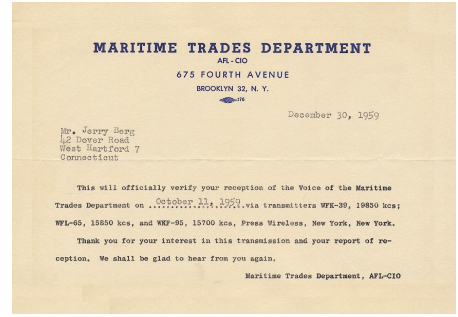 MARITIME TRADES DEPARTMENT
AFL-CIO
675 FOURTH AVENUE
BROOKLYN 32, N. Y.
December 30, 1959
Mr. Jerry Berg
42 Dover Road
West Hartford 7
Connecticut
This will officially verify your reception of the Voice of the Maritime
Trades Department on October 11, 1959 via transmitters WFK-39, 19850 kcs;
WFL-65, 15850 kcs, and WKF-95, 15700 kcs, Press Wireless, New York, New York.
Thank you for your interest in this transmission and your report of re-
ception. We shall be glad to hear from you again.
Maritime Trades Department, AFL-CIO